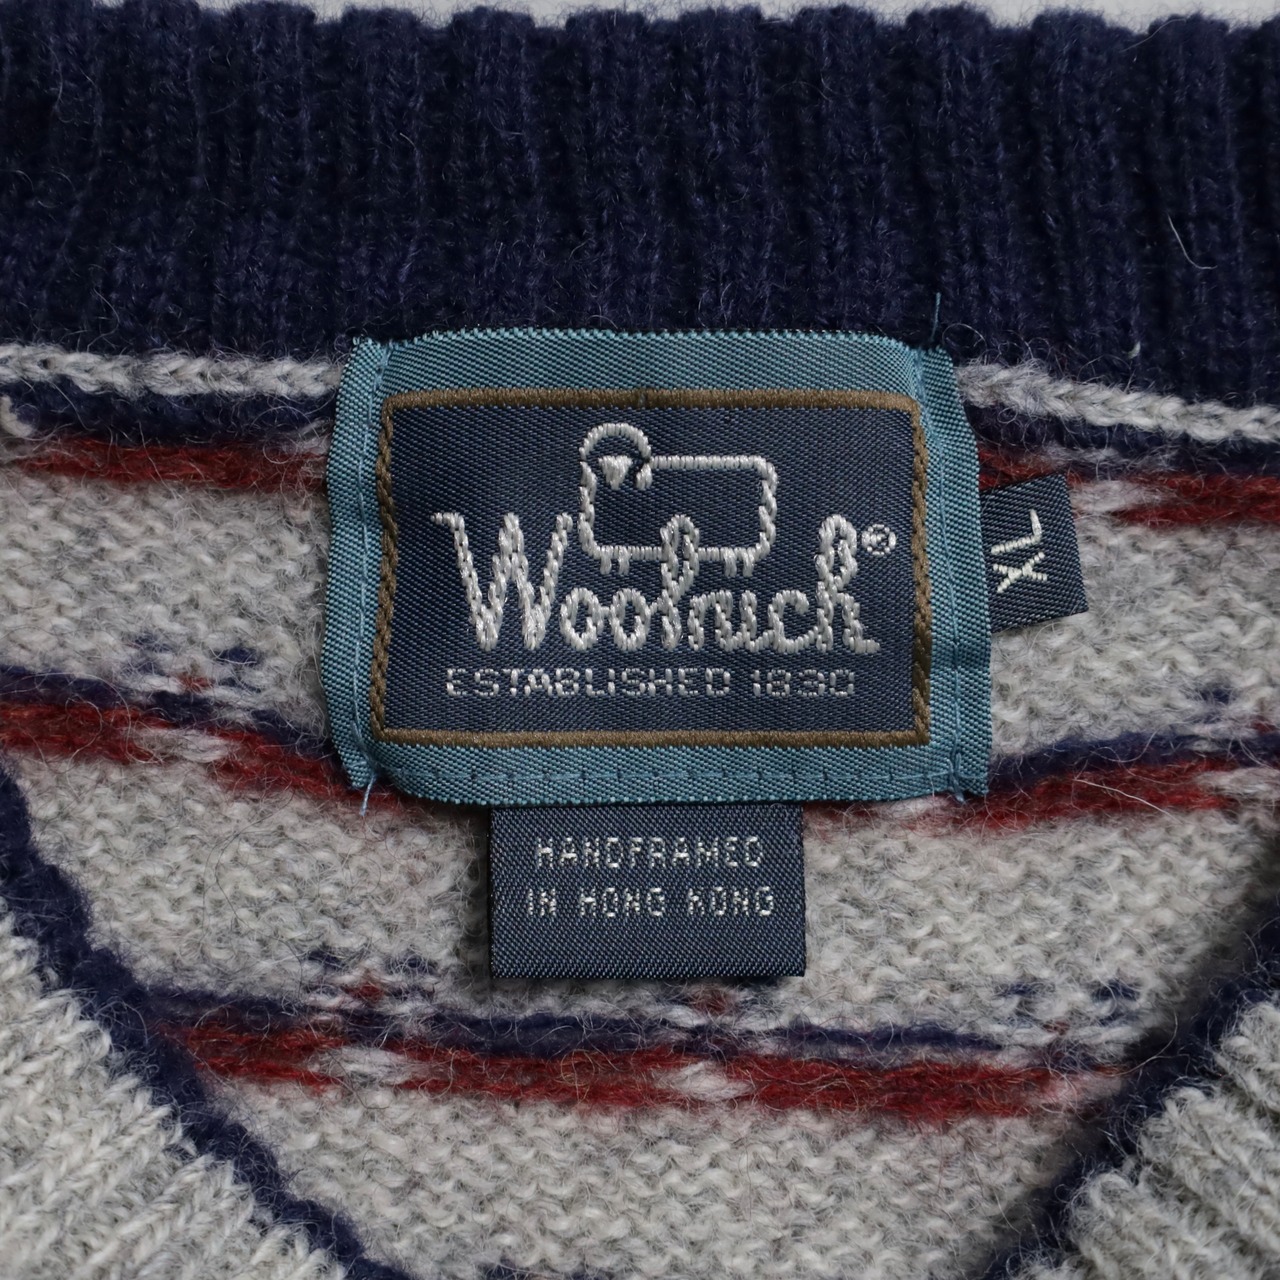 Woolrich®
ESTABLISHED 1830
XL
HANDFRAMED
IN HONG KONG